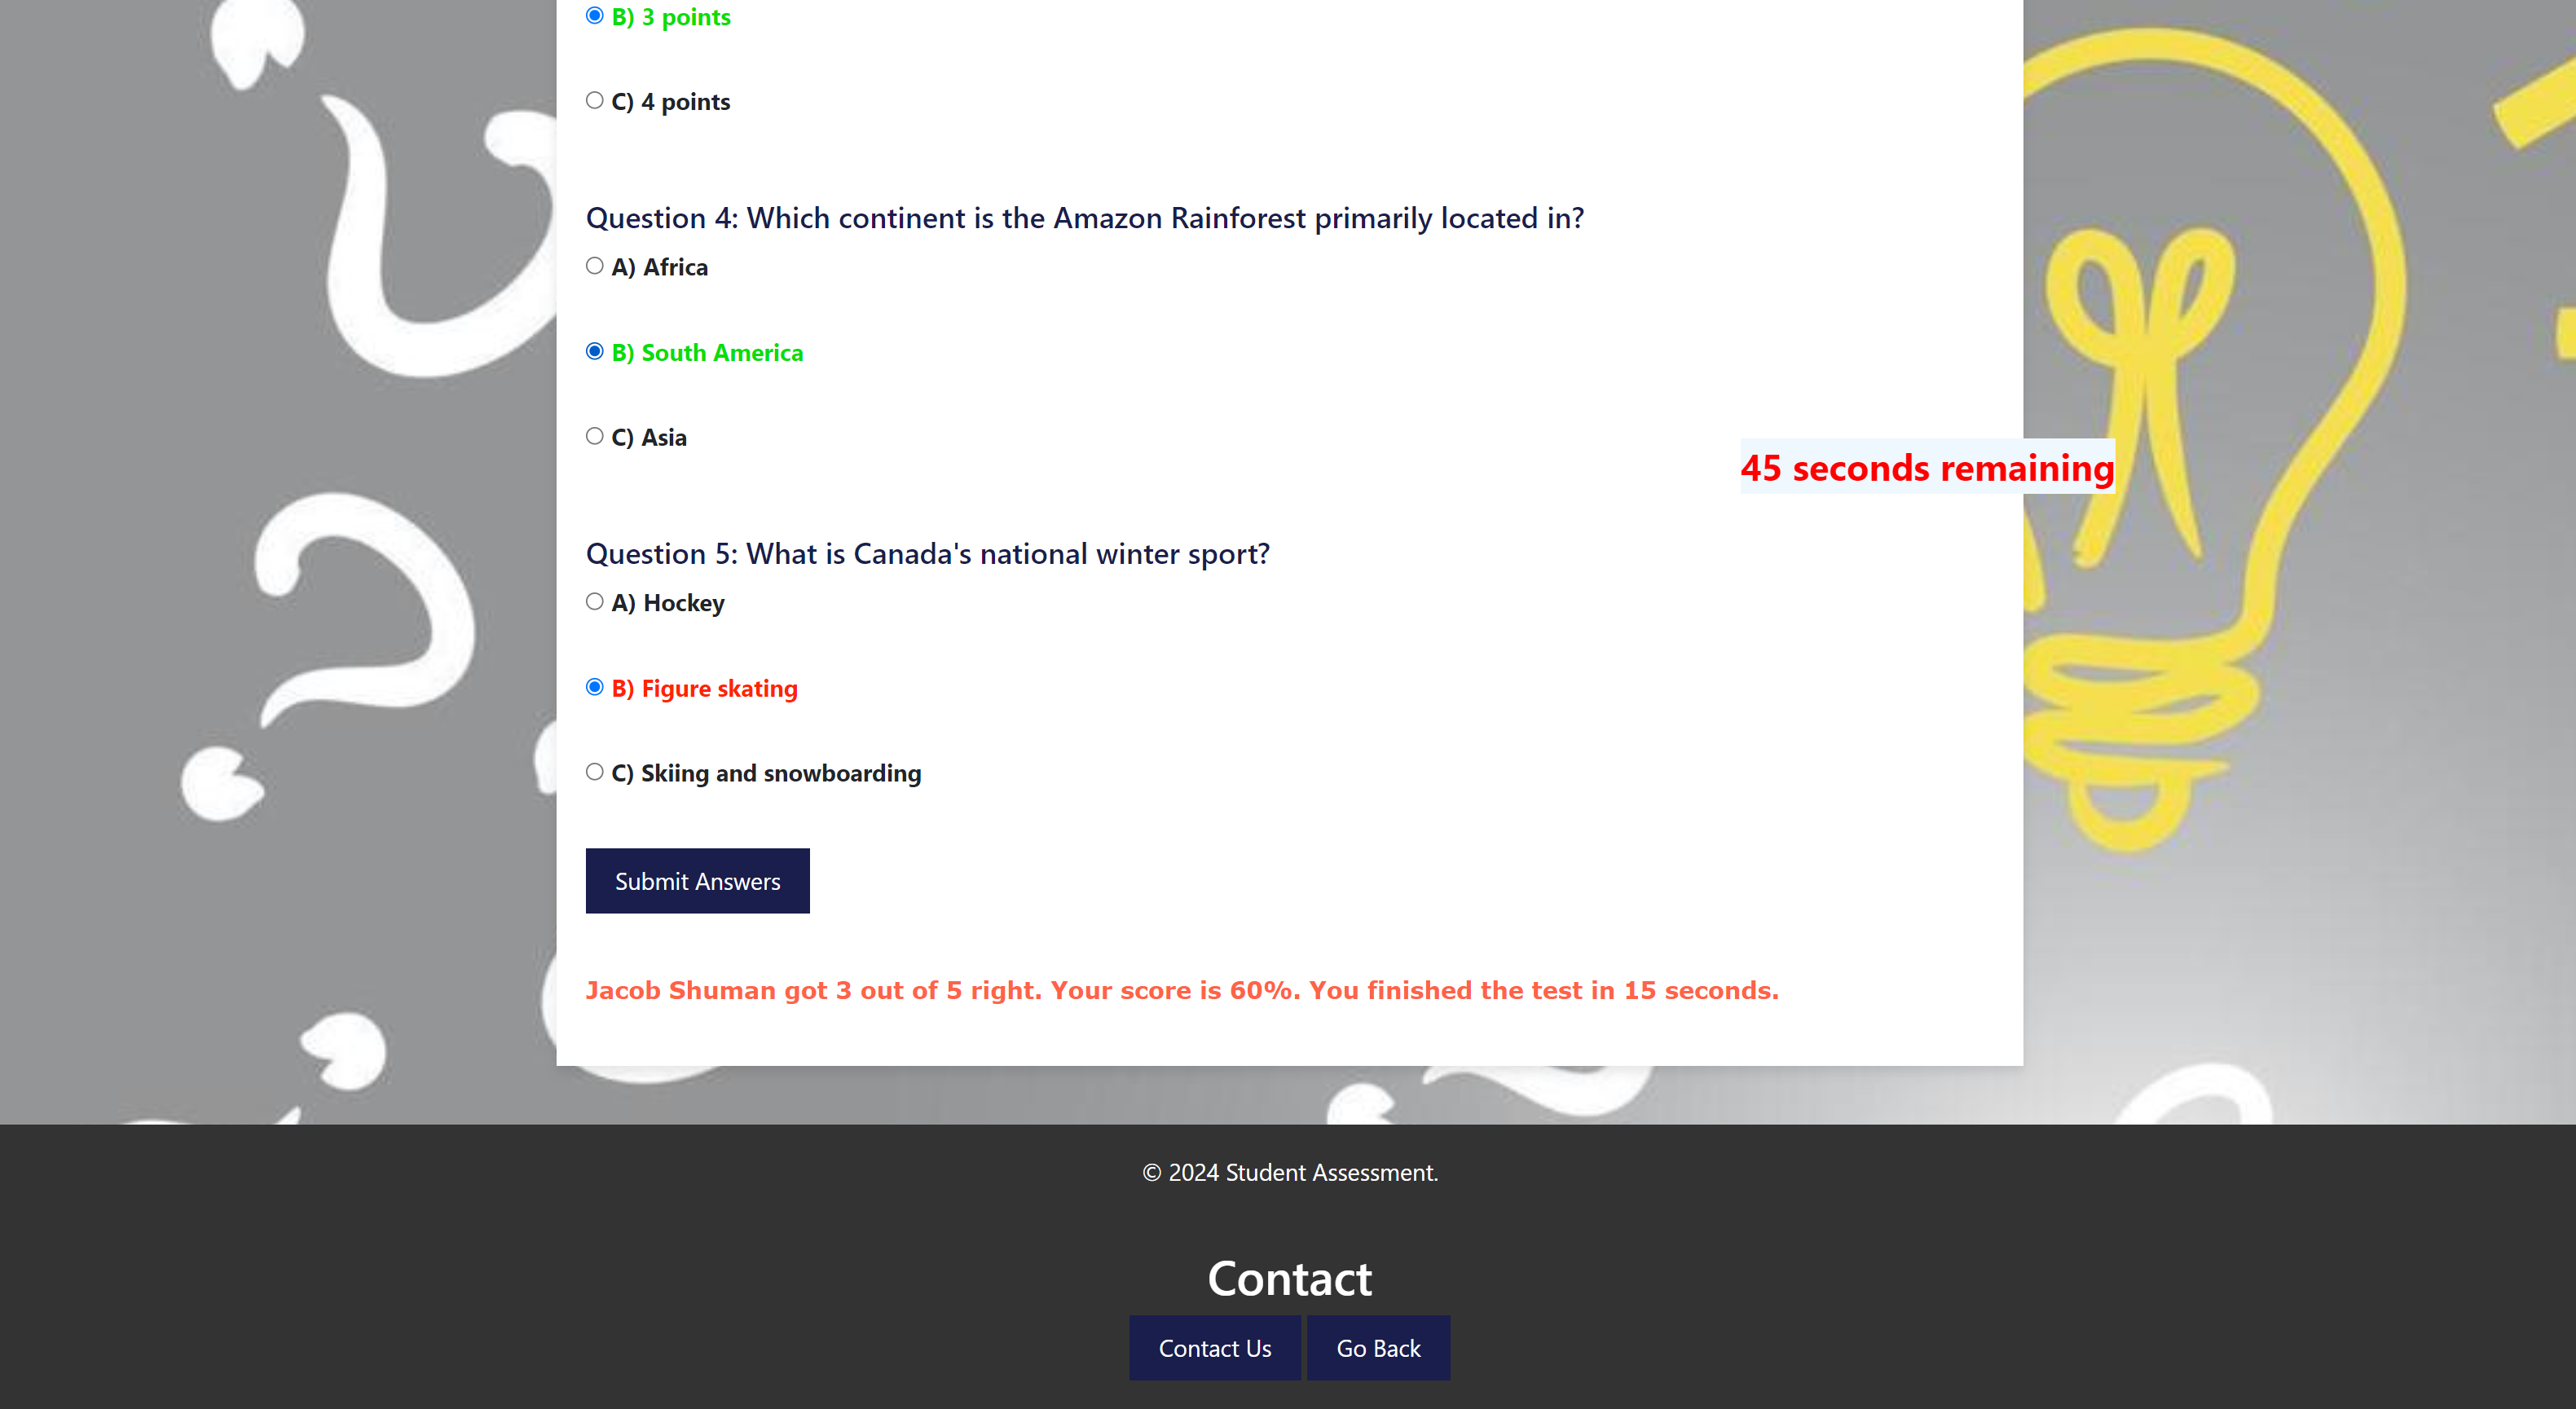 B) 3 points
C) 4 points
Question 4: Which continent is the Amazon Rainforest primarily located in?
A) Africa
B) South America
C) Asia
45 seconds remaining
Question 5: What is Canada's national winter sport?
A) Hockey
B) Figure skating
C) Skiing and snowboarding
Submit Answers
Jacob Shuman got 3 out of 5 right. Your score is 60%. You finished the test in 15 seconds.
© 2024 Student Assessment.
Contact
Contact Us
Go Back